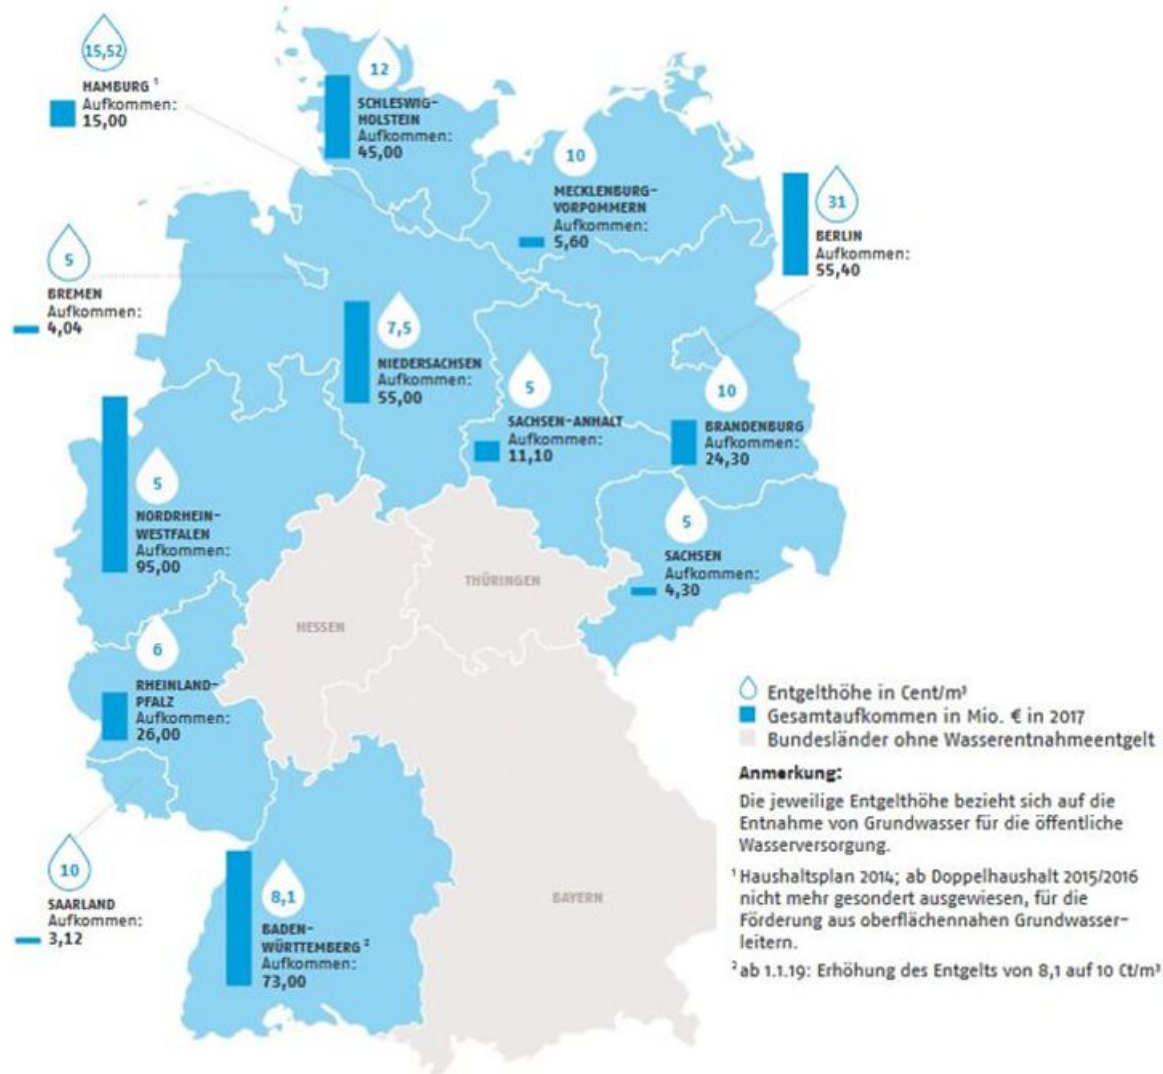 15,52
HAMBURG ¹
Aufkommen:
15,00
12
SCHLESWIG-
HOLSTEIN
Aufkommen:
45,00
10
MECKLENBURG-
VORPOMMERN
Aufkommen:
5,60
31
BERLIN
Aufkommen:
55,40
5
BREMEN
Aufkommen:
4,04
7,5
NIEDERSACHSEN
Aufkommen:
55,00
5
SACHSEN-ANHALT
Aufkommen:
11,10
10
BRANDENBURG
Aufkommen:
24,30
5
NORDRHEIN-
WESTFALEN
Aufkommen:
95,00
5
SACHSEN
Aufkommen:
4,30
THÜRINGEN
HESSEN
6
RHEINLAND-
PFALZ
Aufkommen:
26,00
10
SAARLAND
Aufkommen:
3,12
8,1
BADEN-
WÜRTTEMBERG ²
Aufkommen:
73,00
BAYERN
Entgelthöhe in Cent/m³
Gesamtaufkommen in Mio. € in 2017
Bundesländer ohne Wasserentnahmeentgelt
Anmerkung:
Die jeweilige Entgelthöhe bezieht sich auf die
Entnahme von Grundwasser für die öffentliche
Wasserversorgung.
¹ Haushaltsplan 2014; ab Doppelhaushalt 2015/2016
nicht mehr gesondert ausgewiesen, für die
Förderung aus oberflächennahen Grundwasser-
leitern.
² ab 1.1.19: Erhöhung des Entgelts von 8,1 auf 10 Ct/m³